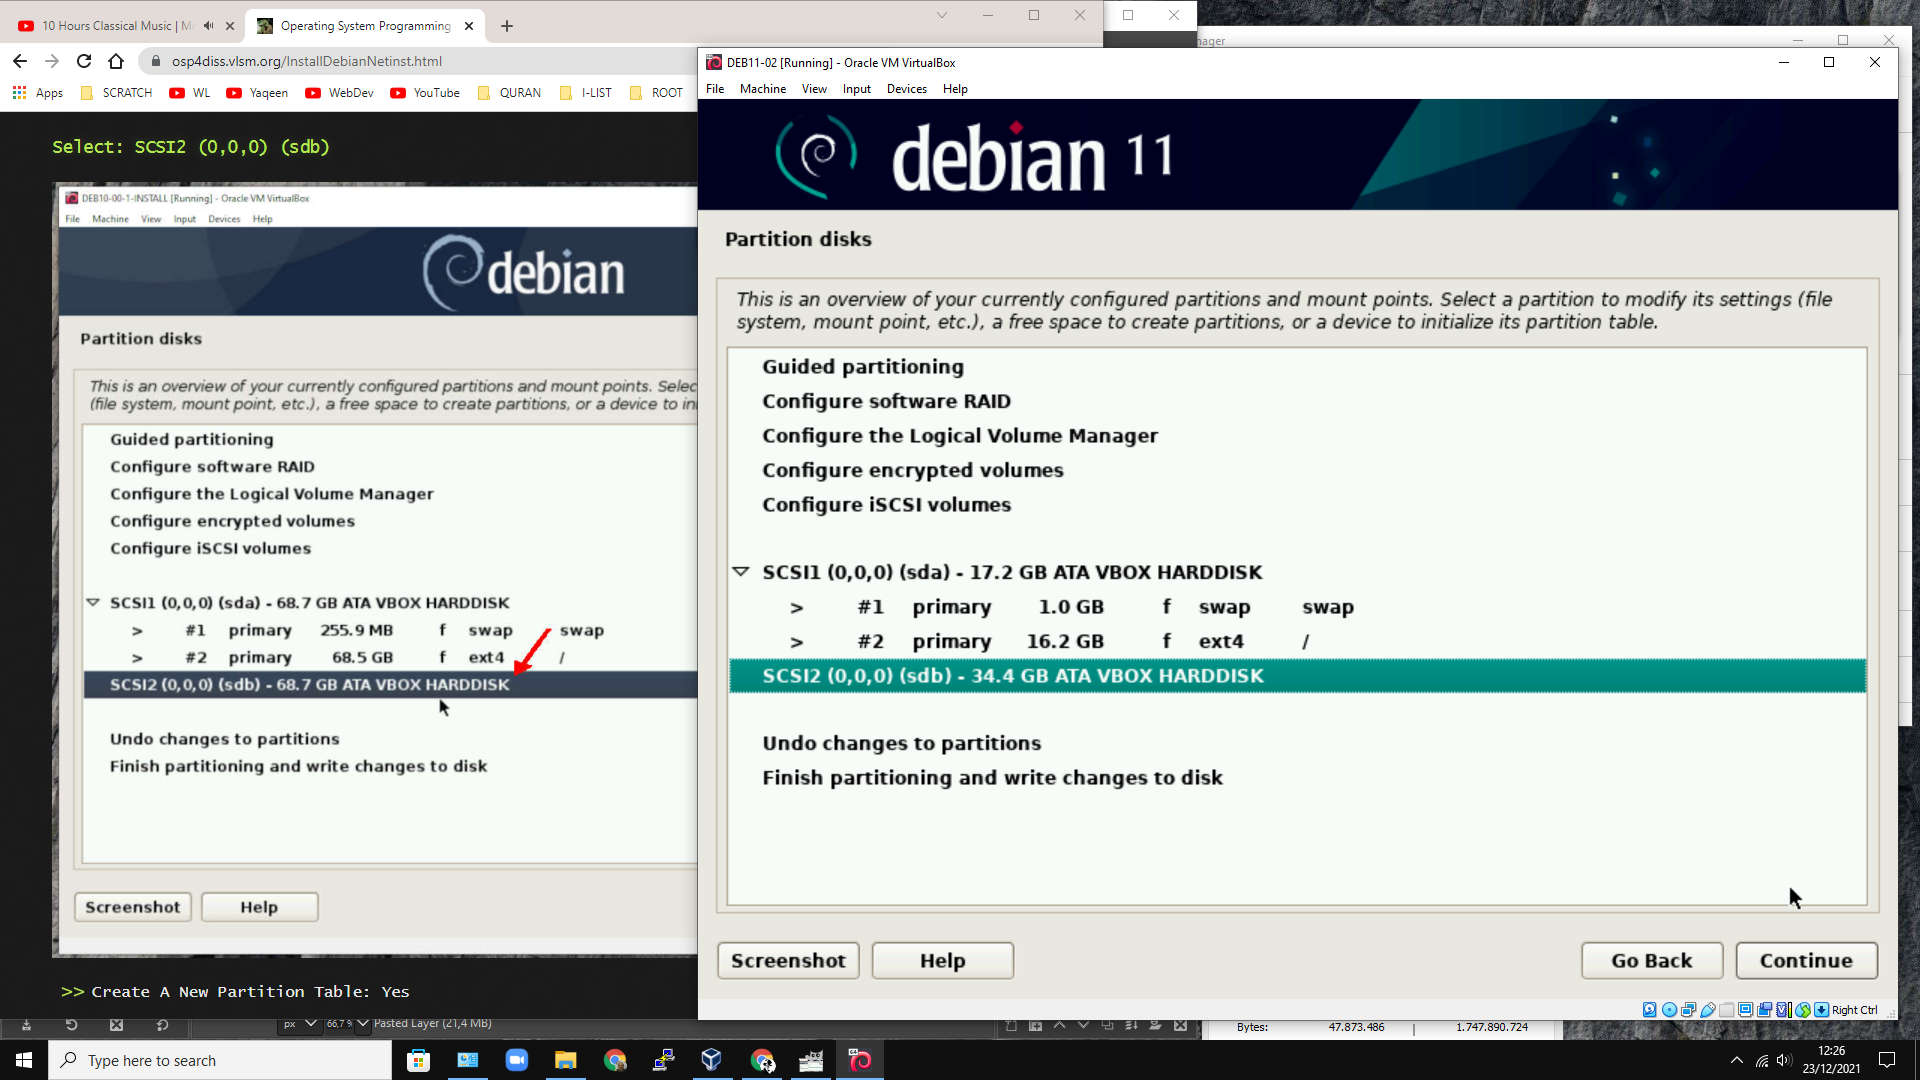 10 Hours Classical Music | M
Operating System Programming
osp4diss.vlsm.org/InstallDebianNetinst.html
Apps SCRATCH WL Yaqeen WebDev YouTube QURAN I-LIST ROOT
Select: SCSI2 (0,0,0) (sdb)
DEB10-00-1-INSTALL [Running] - Oracle VM VirtualBox
File Machine View Input Devices Help
debian
Partition disks
This is an overview of your currently configured partitions and mount points. Selec
(file system, mount point, etc.), a free space to create partitions, or a device to in
Guided partitioning
Configure software RAID
Configure the Logical Volume Manager
Configure encrypted volumes
Configure iSCSI volumes
SCSI1 (0,0,0) (sda) - 68.7 GB ATA VBOX HARDDISK
> #1 primary 255.9 MB f swap swap
> #2 primary 68.5 GB f ext4 /
SCSI2 (0,0,0) (sdb) - 68.7 GB ATA VBOX HARDDISK
Undo changes to partitions
Finish partitioning and write changes to disk
Screenshot Help
>> Create A New Partition Table: Yes
px 66,7 Pasted Layer (21,4 MB)
nager
DEB11-02 [Running] - Oracle VM VirtualBox
File Machine View Input Devices Help
debian 11
Partition disks
This is an overview of your currently configured partitions and mount points. Select a partition to modify its settings (file
system, mount point, etc.), a free space to create partitions, or a device to initialize its partition table.
Guided partitioning
Configure software RAID
Configure the Logical Volume Manager
Configure encrypted volumes
Configure iSCSI volumes
SCSI1 (0,0,0) (sda) - 17.2 GB ATA VBOX HARDDISK
> #1 primary 1.0 GB f swap swap
> #2 primary 16.2 GB f ext4 /
SCSI2 (0,0,0) (sdb) - 34.4 GB ATA VBOX HARDDISK
Undo changes to partitions
Finish partitioning and write changes to disk
Screenshot Help Go Back Continue
Right Ctrl
Bytes: 47.873.486 | 1.747.890.724
Type here to search
12:26
23/12/2021